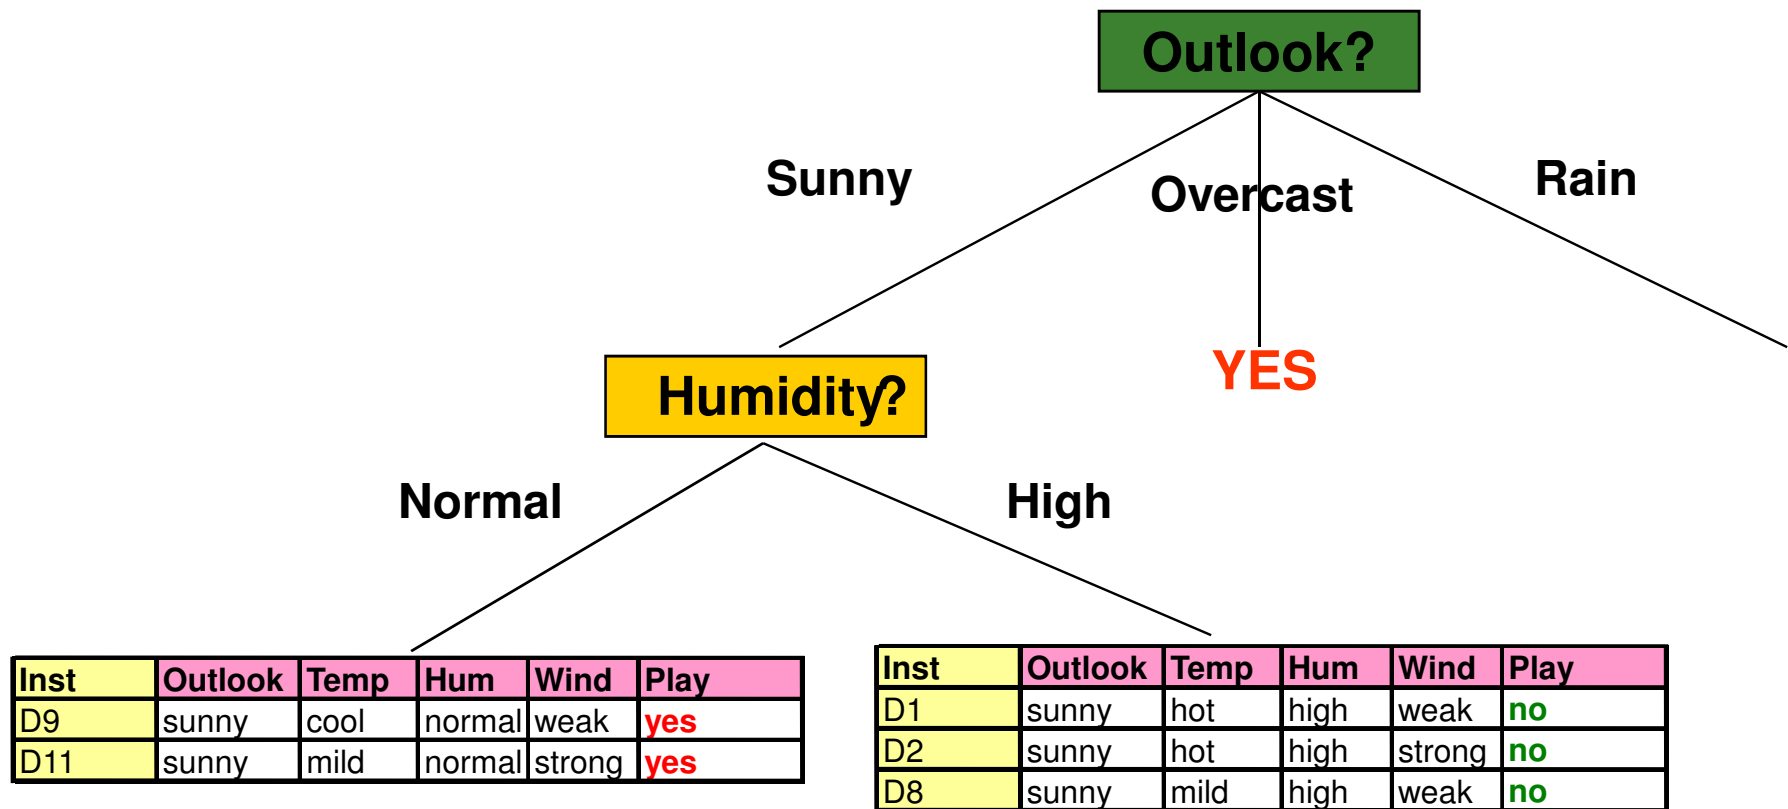 Outlook?
Sunny
Overcast
Rain
Humidity?
YES
Normal
High
Inst Outlook Temp Hum Wind Play
D9 sunny cool normal weak yes
D11 sunny mild normal strong yes
Inst Outlook Temp Hum Wind Play
D1 sunny hot high weak no
D2 sunny hot high strong no
D8 sunny mild high weak no